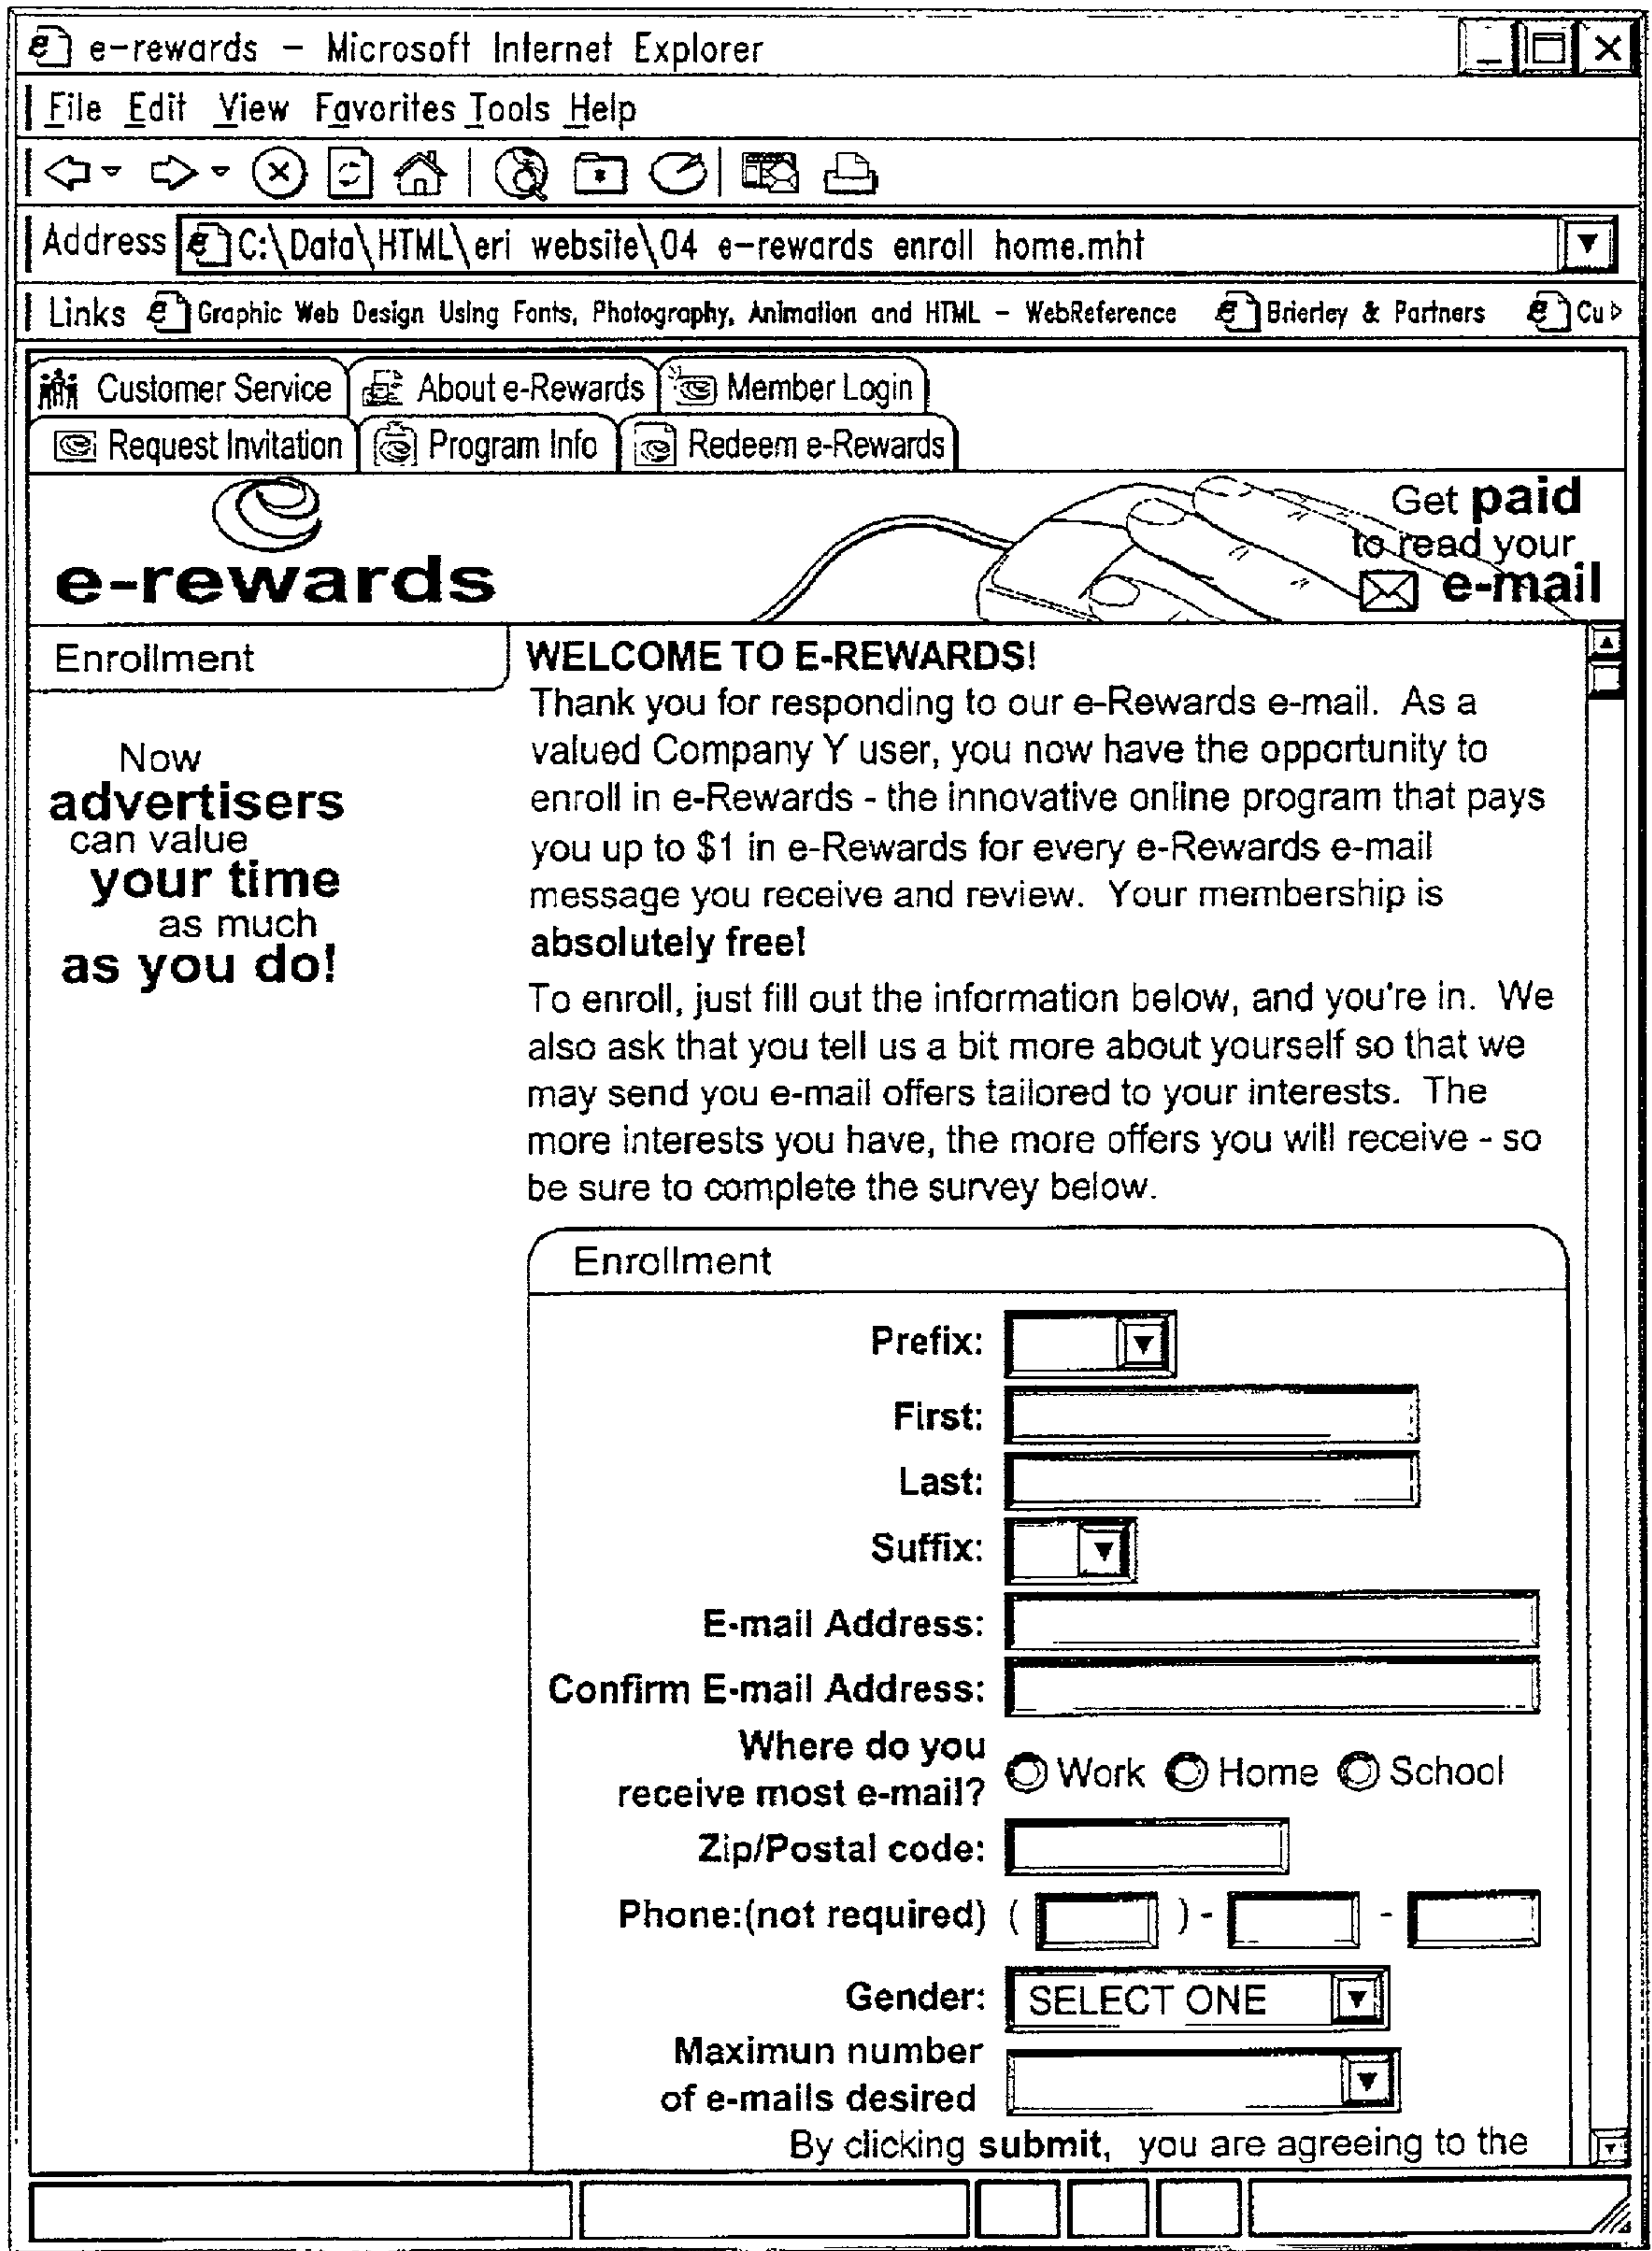 e-rewards - Microsoft Internet Explorer
File Edit View Favorites Tools Help
Address C:\Data\HTML\eri website\04 e-rewards enroll home.mht
Links Graphic Web Design Using Fonts, Photography, Animation and HTML - WebReference Brierley & Partners Cu
Customer Service About e-Rewards Member Login
Request Invitation Program Info Redeem e-Rewards
e-rewards
Get paid
to read your
e-mail
Enrollment
Now
advertisers
can value
your time
as much
as you do!
WELCOME TO E-REWARDS!
Thank you for responding to our e-Rewards e-mail. As a
valued Company Y user, you now have the opportunity to
enroll in e-Rewards - the innovative online program that pays
you up to $1 in e-Rewards for every e-Rewards e-mail
message you receive and review. Your membership is
absolutely free!
To enroll, just fill out the information below, and you're in. We
also ask that you tell us a bit more about yourself so that we
may send you e-mail offers tailored to your interests. The
more interests you have, the more offers you will receive - so
be sure to complete the survey below.
Enrollment
Prefix:
First:
Last:
Suffix:
E-mail Address:
Confirm E-mail Address:
Where do you
receive most e-mail?
Work Home School
Zip/Postal code:
Phone:(not required) ( ) - -
Gender: SELECT ONE
Maximun number
of e-mails desired
By clicking submit, you are agreeing to the